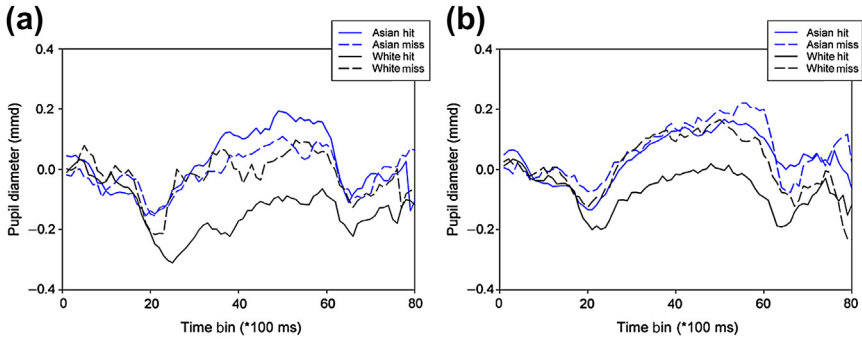 (a)
Asian hit
Asian miss
White hit
White miss
0.4
0.2
0.0
−0.2
−0.4
Pupil diameter (mmd)
0
20
40
60
80
Time bin (*100 ms)
(b)
Asian hit
Asian miss
White hit
White miss
0.4
0.2
0.0
−0.2
−0.4
Pupil diameter (mmd)
0
20
40
60
80
Time bin (*100 ms)